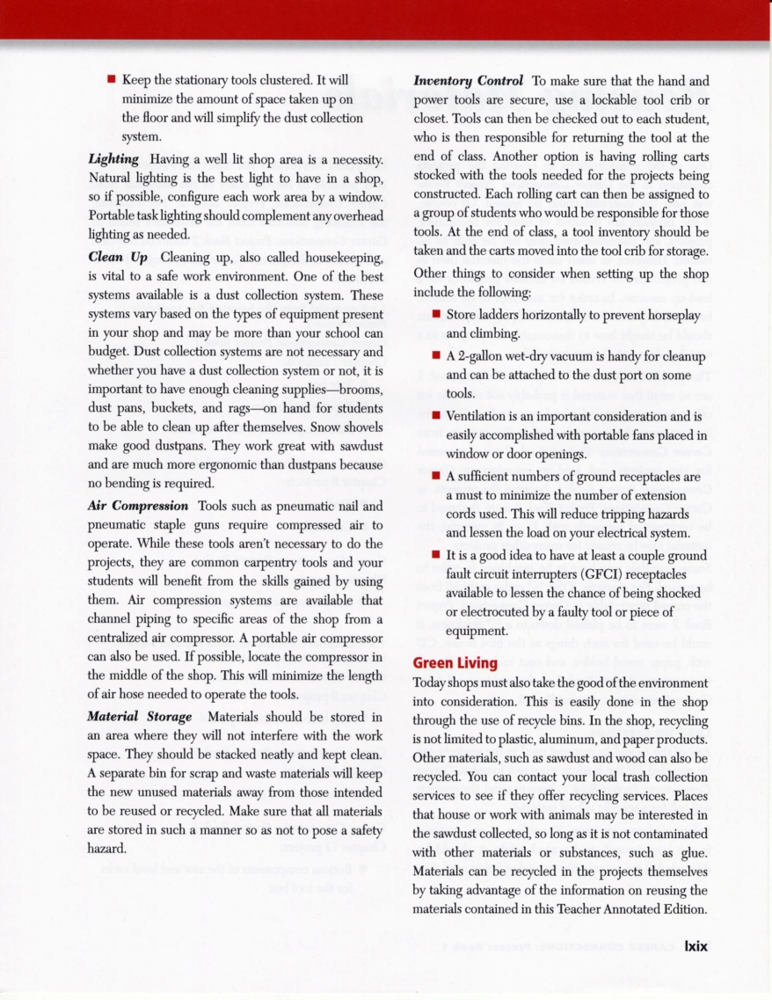 ■ Keep the stationary tools clustered. It will
minimize the amount of space taken up on
the floor and will simplify the dust collection
system.
Lighting Having a well lit shop area is a necessity.
Natural lighting is the best light to have in a shop,
so if possible, configure each work area by a window.
Portable task lighting should complement any overhead
lighting as needed.
Clean Up Cleaning up, also called housekeeping,
is vital to a safe work environment. One of the best
systems available is a dust collection system. These
systems vary based on the types of equipment present
in your shop and may be more than your school can
budget. Dust collection systems are not necessary and
whether you have a dust collection system or not, it is
important to have enough cleaning supplies—brooms,
dust pans, buckets, and rags—on hand for students
to be able to clean up after themselves. Snow shovels
make good dustpans. They work great with sawdust
and are much more ergonomic than dustpans because
no bending is required.
Air Compression Tools such as pneumatic nail and
pneumatic staple guns require compressed air to
operate. While these tools aren't necessary to do the
projects, they are common carpentry tools and your
students will benefit from the skills gained by using
them. Air compression systems are available that
channel piping to specific areas of the shop from a
centralized air compressor. A portable air compressor
can also be used. If possible, locate the compressor in
the middle of the shop. This will minimize the length
of air hose needed to operate the tools.
Material Storage Materials should be stored in
an area where they will not interfere with the work
space. They should be stacked neatly and kept clean.
A separate bin for scrap and waste materials will keep
the new unused materials away from those intended
to be reused or recycled. Make sure that all materials
are stored in such a manner so as not to pose a safety
hazard.
Inventory Control To make sure that the hand and
power tools are secure, use a lockable tool crib or
closet. Tools can then be checked out to each student,
who is then responsible for returning the tool at the
end of class. Another option is having rolling carts
stocked with the tools needed for the projects being
constructed. Each rolling cart can then be assigned to
a group of students who would be responsible for those
tools. At the end of class, a tool inventory should be
taken and the carts moved into the tool crib for storage.
Other things to consider when setting up the shop
include the following:
■ Store ladders horizontally to prevent horseplay
and climbing.
■ A 2-gallon wet-dry vacuum is handy for cleanup
and can be attached to the dust port on some
tools.
■ Ventilation is an important consideration and is
easily accomplished with portable fans placed in
window or door openings.
■ A sufficient numbers of ground receptacles are
a must to minimize the number of extension
cords used. This will reduce tripping hazards
and lessen the load on your electrical system.
■ It is a good idea to have at least a couple ground
fault circuit interrupters (GFCI) receptacles
available to lessen the chance of being shocked
or electrocuted by a faulty tool or piece of
equipment.
Green Living
Today shops must also take the good of the environment
into consideration. This is easily done in the shop
through the use of recycle bins. In the shop, recycling
is not limited to plastic, aluminum, and paper products.
Other materials, such as sawdust and wood can also be
recycled. You can contact your local trash collection
services to see if they offer recycling services. Places
that house or work with animals may be interested in
the sawdust collected, so long as it is not contaminated
with other materials or substances, such as glue.
Materials can be recycled in the projects themselves
by taking advantage of the information on reusing the
materials contained in this Teacher Annotated Edition.
lxix